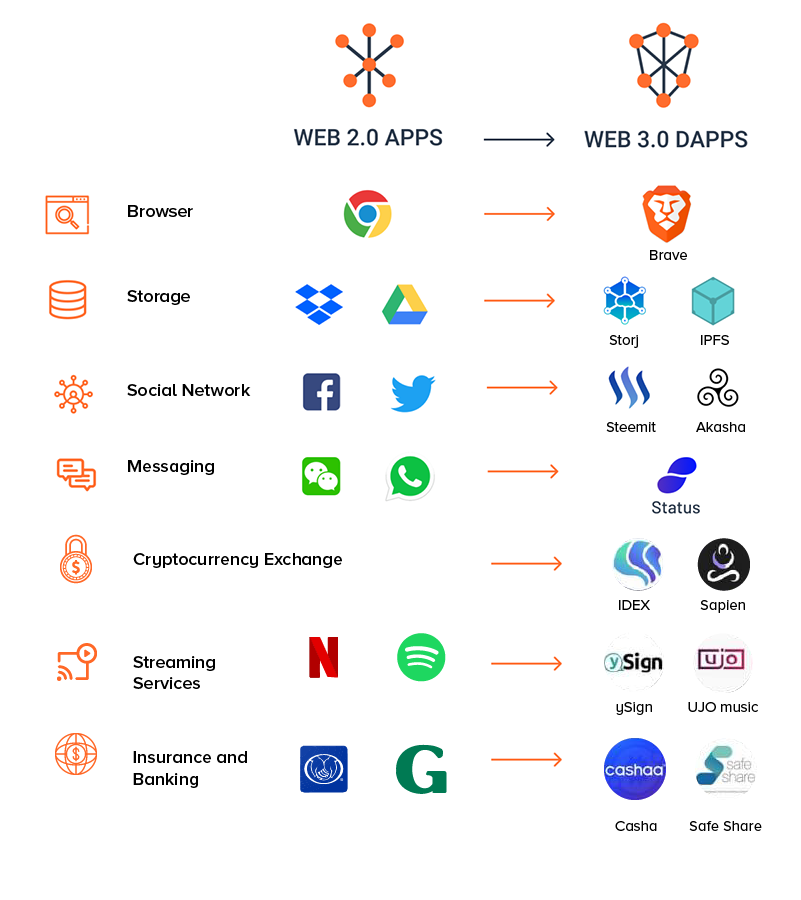 WEB 2.0 APPS
WEB 3.0 DAPPS
Browser
Brave
Storage
Storj
IPFS
Social Network
f
Steemit
Akasha
Messaging
Status
$
Cryptocurrency Exchange
IDEX
Sapien
Streaming
Services
N
ySign
ujo
ySign
UJO music
$
Insurance and
Banking
G
cashaa
safe
share
Casha
Safe Share